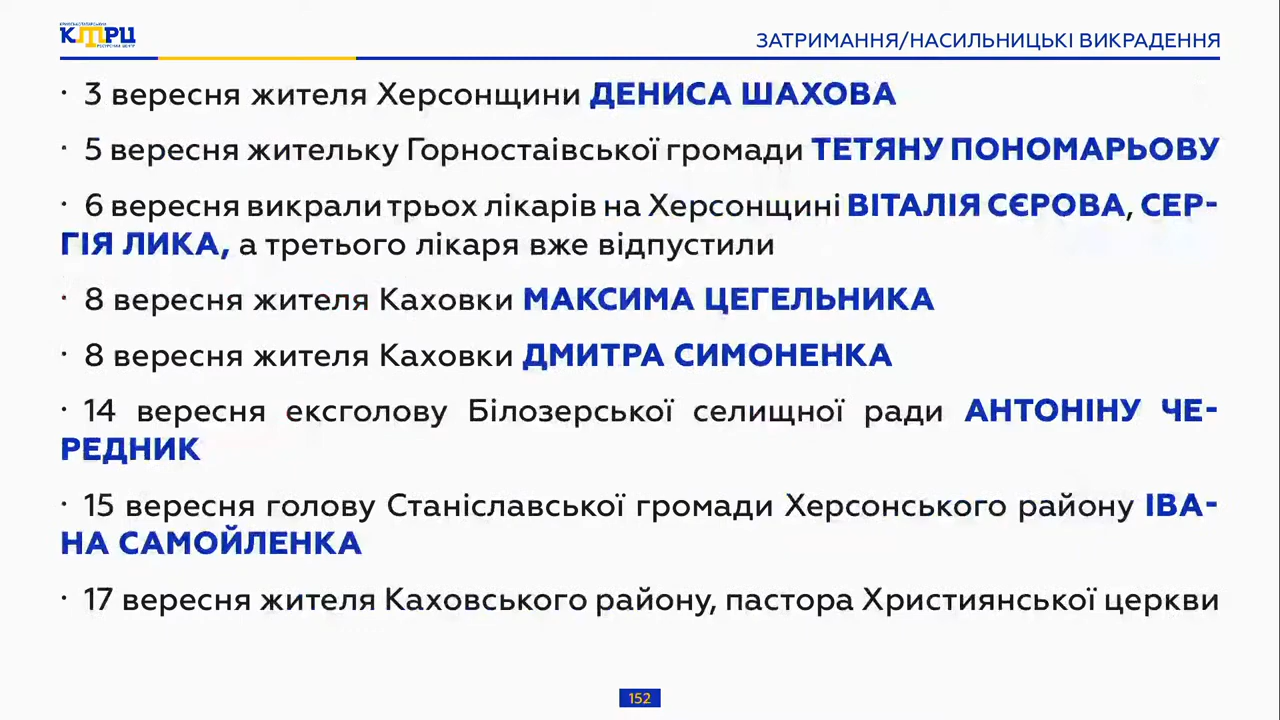 КТРЦ
ЗАТРИМАННЯ/НАСИЛЬНИЦЬКІ ВИКРАДЕННЯ
· 3 вересня жителя Херсонщини ДЕНИСА ШАХОВА
· 5 вересня жительку Горностаівської громади ТЕТЯНУ ПОНОМАРЬОВУ
· 6 вересня викрали трьох лікарів на Херсонщині ВІТАЛІЯ СЄРОВА, СЕР-
ГІЯ ЛИКА, а третього лікаря вже відпустили
· 8 вересня жителя Каховки МАКСИМА ЦЕГЕЛЬНИКА
· 8 вересня жителя Каховки ДМИТРА СИМОНЕНКА
· 14 вересня ексголову Білозерської селищної ради АНТОНІНУ ЧЕ-
РЕДНИК
· 15 вересня голову Станіславської громади Херсонського району ІВА-
НА САМОЙЛЕНКА
· 17 вересня жителя Каховського району, пастора Християнської церкви
152